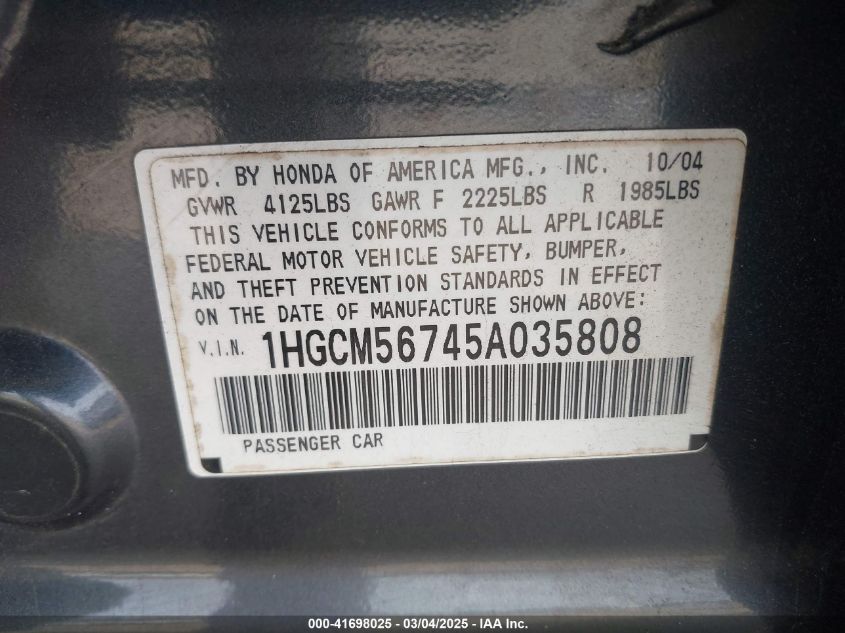 MFD. BY HONDA OF AMERICA MFG., INC. 10/04
GVWR 4125LBS GAWR F 2225LBS R 1985LBS
THIS VEHICLE CONFORMS TO ALL APPLICABLE
FEDERAL MOTOR VEHICLE SAFETY, BUMPER,
AND THEFT PREVENTION STANDARDS IN EFFECT
ON THE DATE OF MANUFACTURE SHOWN ABOVE:
V.I.N. 1HGCM56745A035808
PASSENGER CAR
000-41698025 - 03/04/2025 - IAA Inc.